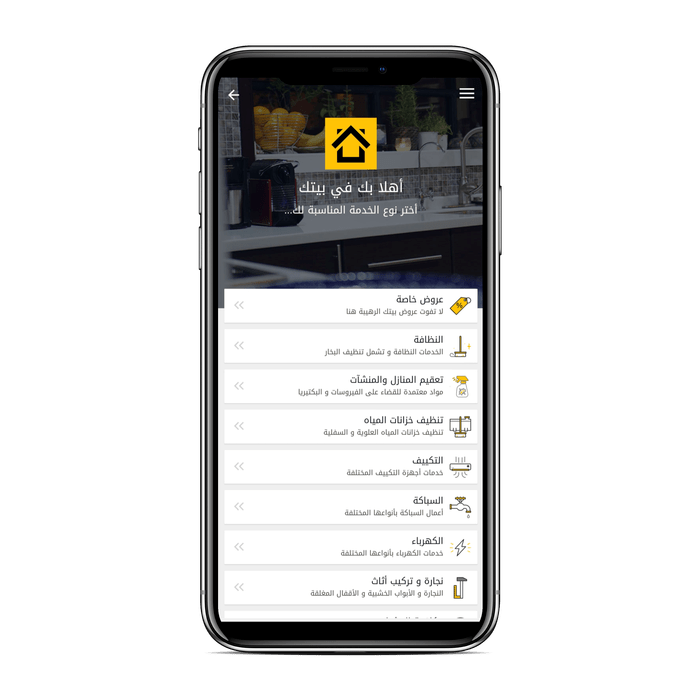 أهلا بك في بيتك
أختر نوع الخدمة المناسبة لك...
عروض خاصة
لا تفوت عروض بيتك الرهيبة هنا
النظافة
الخدمات النظافة و تشمل تنظيف البخار
تعقيم المنازل والمنشآت
مواد معتمدة للقضاء على الفيروسات و البكتيريا
تنظيف خزانات المياه
تنظيف خزانات المياه العلوية و السفلية
التكييف
خدمات أجهزة التكييف المختلفة
السباكة
أعمال السباكة بأنواعها المختلفة
الكهرباء
خدمات الكهرباء بأنواعها المختلفة
نجارة و تركيب أثاث
النجارة و الأبواب الخشبية و الأقفال المغلقة